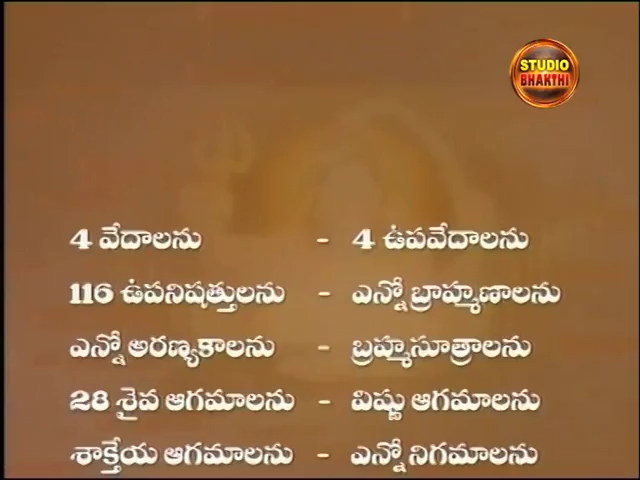 STUDIO
BHAKTHI
4 వేదాలను - 4 ఉపవేదాలను
116 ఉపనిషత్తులను - ఎన్నో బ్రాహ్మణాలను
ఎన్నో అరణ్యకాలను - బ్రహ్మసూత్రాలను
28 శైవ ఆగమాలను - విష్ణు ఆగమాలను
శాక్తేయ ఆగమాలను - ఎన్నో నిగమాలను